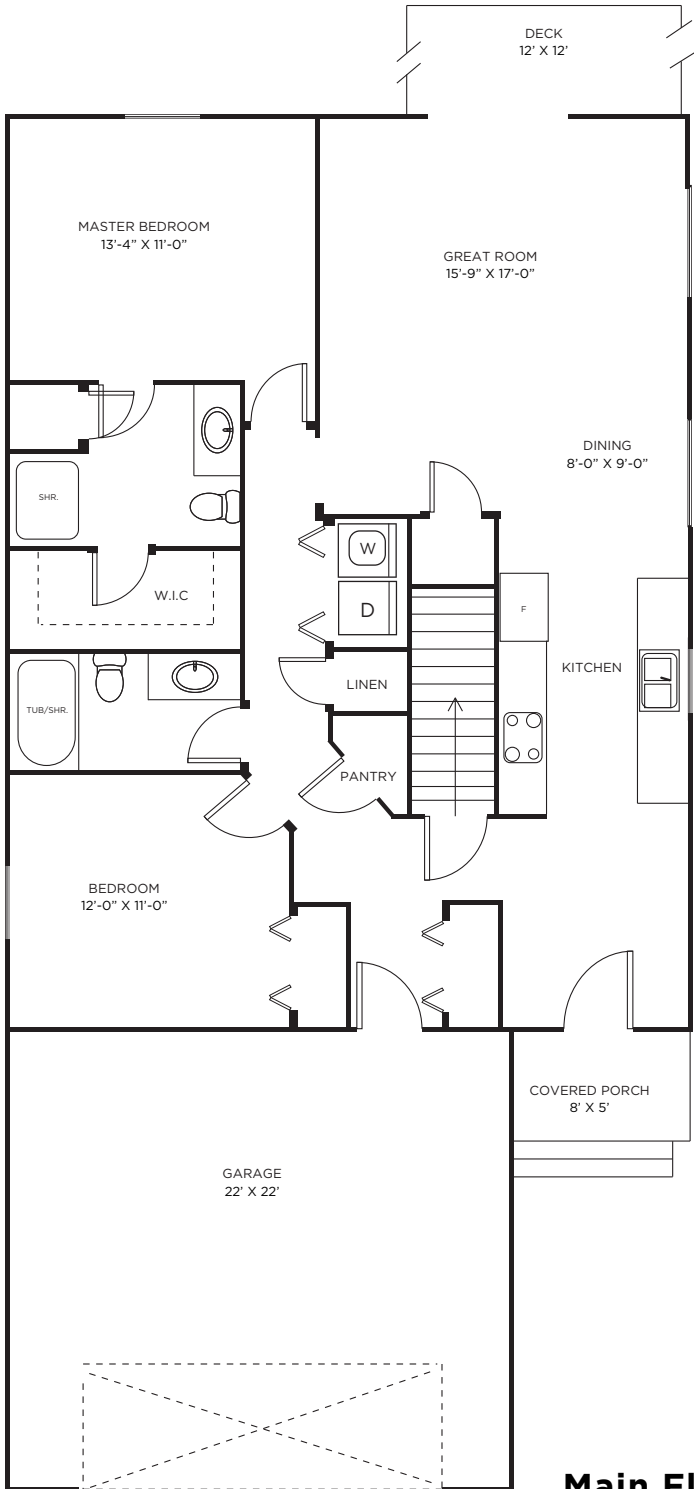 DECK
12' X 12'
MASTER BEDROOM
13'-4” X 11'-0”
GREAT ROOM
15'-9” X 17'-0”
DINING
8'-0” X 9'-0”
SHR.
W
D
W.I.C
F
KITCHEN
LINEN
TUB/SHR.
PANTRY
BEDROOM
12'-0” X 11'-0”
COVERED PORCH
8' X 5'
GARAGE
22' X 22'
Main